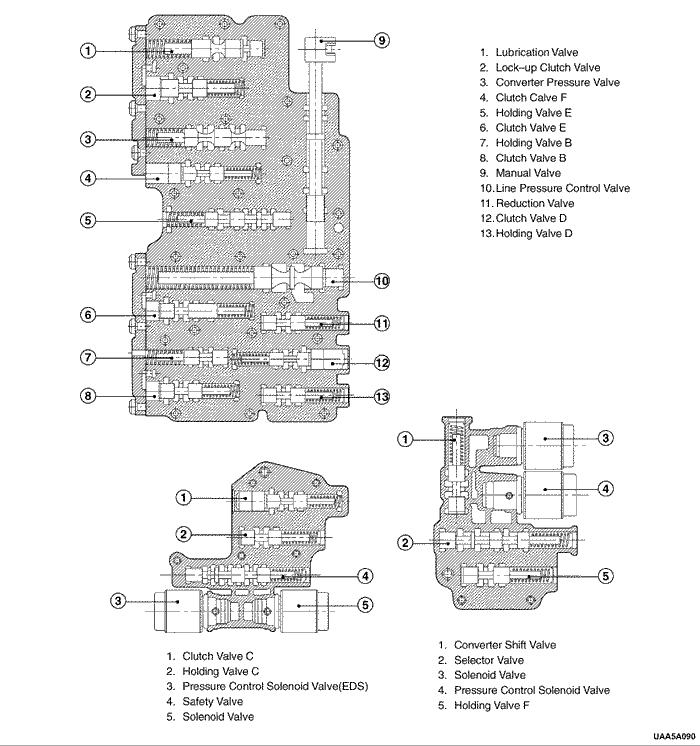 1
2
3
4
5
6
7
8
9
10
11
12
13
1. Lubrication Valve
2. Lock–up Clutch Valve
3. Converter Pressure Valve
4. Clutch Calve F
5. Holding Valve E
6. Clutch Valve E
7. Holding Valve B
8. Clutch Valve B
9. Manual Valve
10. Line Pressure Control Valve
11. Reduction Valve
12. Clutch Valve D
13. Holding Valve D
1
2
3
4
5
1. Clutch Valve C
2. Holding Valve C
3. Pressure Control Solenoid Valve(EDS)
4. Safety Valve
5. Solenoid Valve
1
2
3
4
5
1. Converter Shift Valve
2. Selector Valve
3. Solenoid Valve
4. Pressure Control Solenoid Valve
5. Holding Valve F
UAA5A090